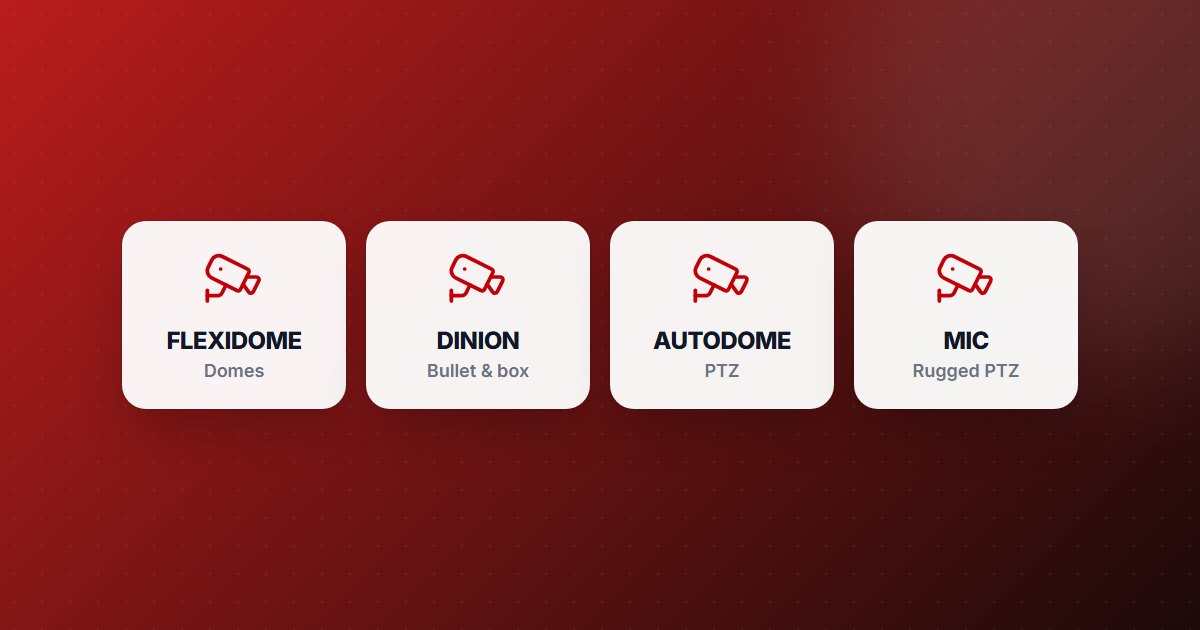 FLEXIDOME
Domes
DINION
Bullet & box
AUTODOME
PTZ
MIC
Rugged PTZ